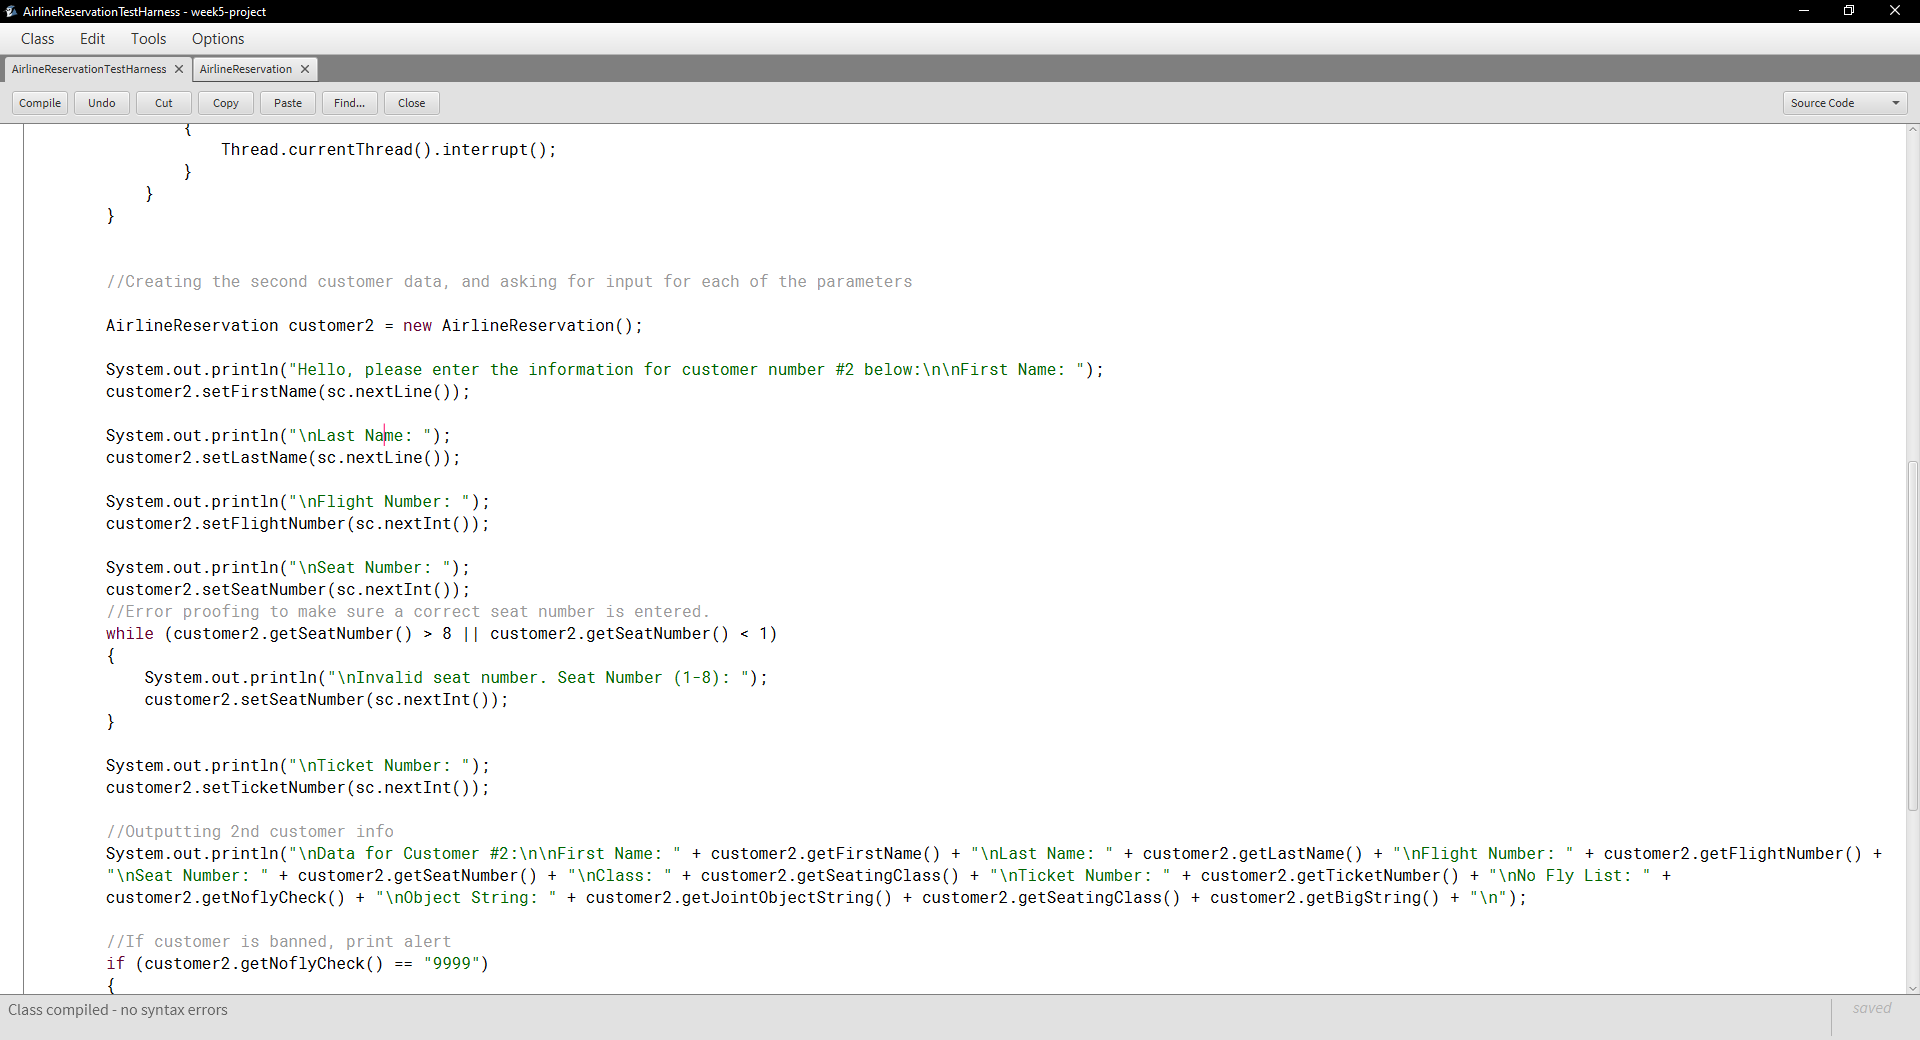 AirlineReservationTestHarness - week5-project
Class Edit Tools Options
AirlineReservationTestHarness AirlineReservation
Compile Undo Cut Copy Paste Find... Close Source Code
{
Thread.currentThread().interrupt();
}
}
}
//Creating the second customer data, and asking for input for each of the parameters
AirlineReservation customer2 = new AirlineReservation();
System.out.println("Hello, please enter the information for customer number #2 below:\n\nFirst Name: ");
customer2.setFirstName(sc.nextLine());
System.out.println("\nLast Name: ");
customer2.setLastName(sc.nextLine());
System.out.println("\nFlight Number: ");
customer2.setFlightNumber(sc.nextInt());
System.out.println("\nSeat Number: ");
customer2.setSeatNumber(sc.nextInt());
//Error proofing to make sure a correct seat number is entered.
while (customer2.getSeatNumber() > 8 || customer2.getSeatNumber() < 1)
{
System.out.println("\nInvalid seat number. Seat Number (1-8): ");
customer2.setSeatNumber(sc.nextInt());
}
System.out.println("\nTicket Number: ");
customer2.setTicketNumber(sc.nextInt());
//Outputting 2nd customer info
System.out.println("\nData for Customer #2:\n\nFirst Name: " + customer2.getFirstName() + "\nLast Name: " + customer2.getLastName() + "\nFlight Number: " + customer2.getFlightNumber() +
"\nSeat Number: " + customer2.getSeatNumber() + "\nClass: " + customer2.getSeatingClass() + "\nTicket Number: " + customer2.getTicketNumber() + "\nNo Fly List: " +
customer2.getNoflyCheck() + "\nObject String: " + customer2.getJointObjectString() + customer2.getSeatingClass() + customer2.getBigString() + "\n");
//If customer is banned, print alert
if (customer2.getNoflyCheck() == "9999")
{
Class compiled - no syntax errors
saved